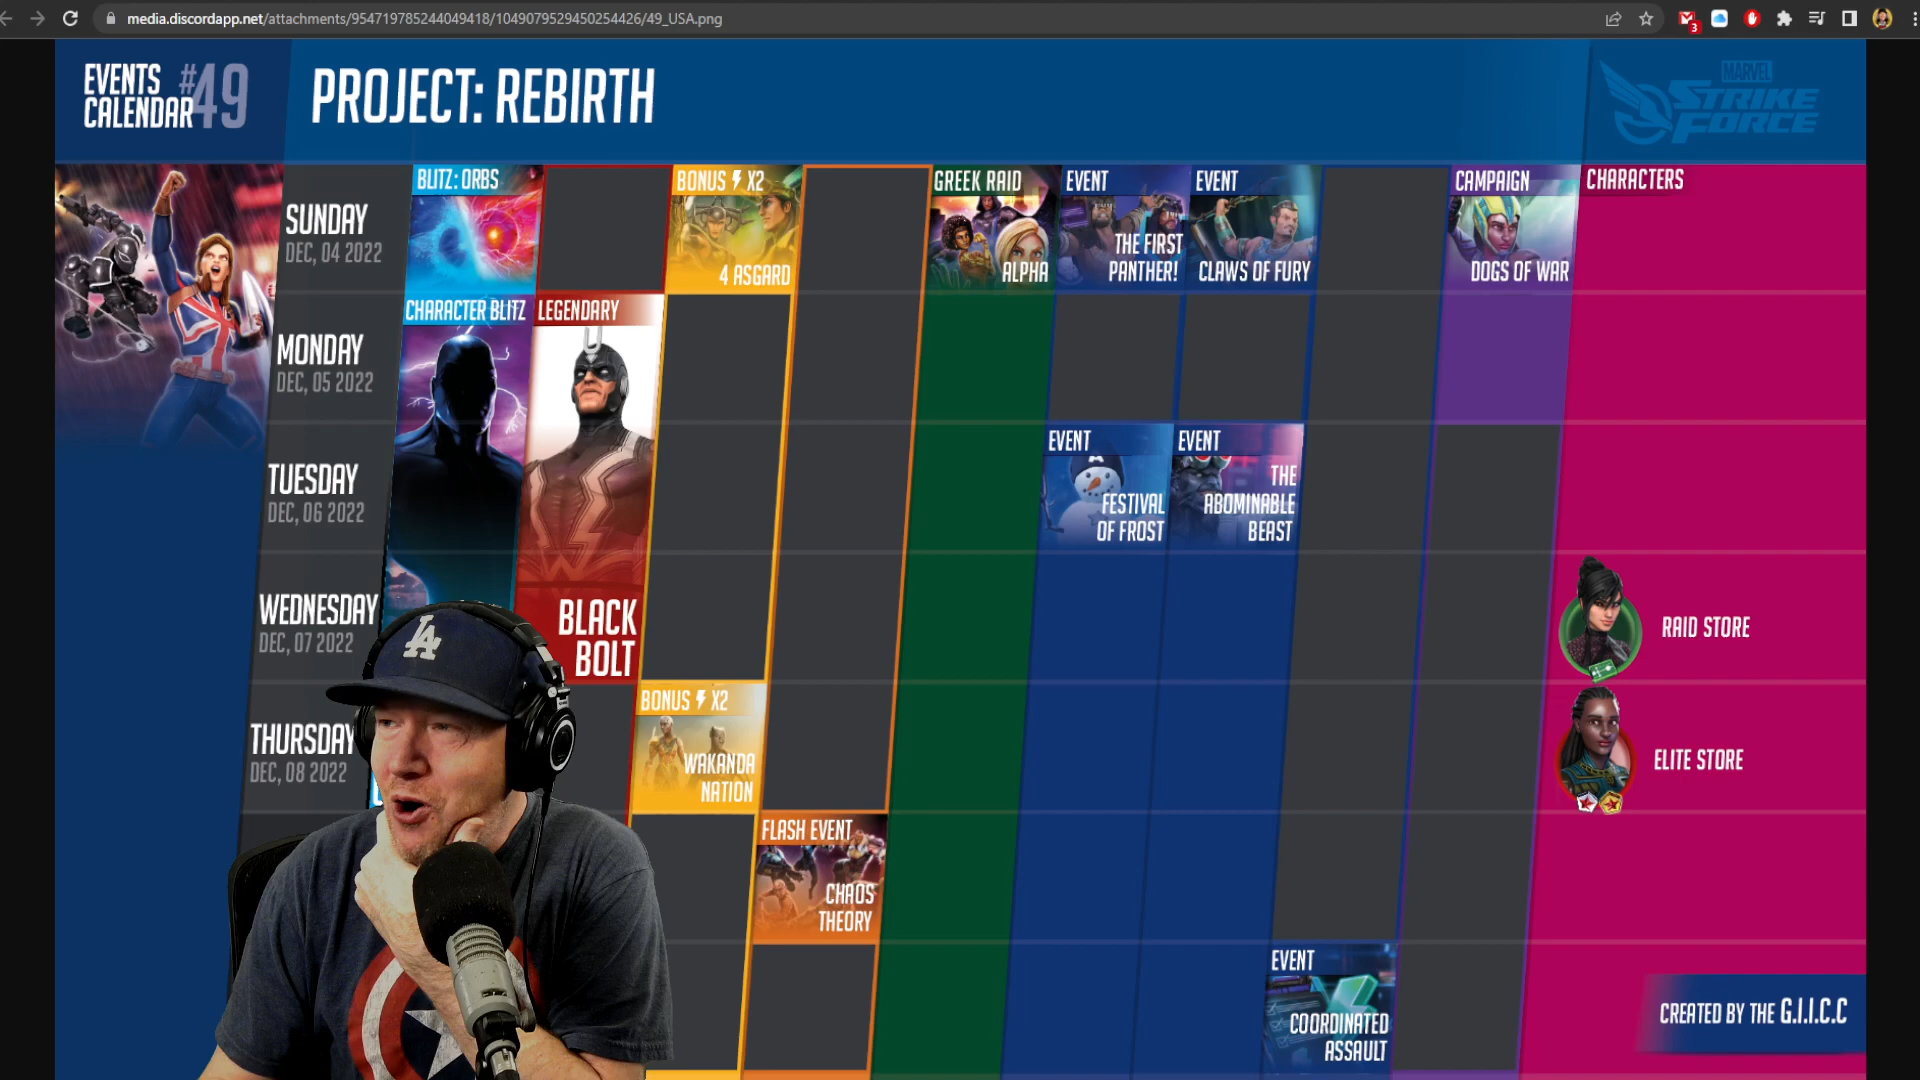 media.discordapp.net/attachments/954719785244049418/1049079529450254426/49_USA.png
3
EVENTS
CALENDAR
#49
PROJECT: REBIRTH
MARVEL
STRIKE
FORCE
SUNDAY
DEC, 04 2022
BLITZ: ORBS
BONUS X2
4 ASGARD
GREEK RAID
ALPHA
EVENT
THE FIRST
PANTHER!
EVENT
CLAWS OF FURY
CAMPAIGN
DOGS OF WAR
CHARACTERS
MONDAY
DEC, 05 2022
CHARACTER BLITZ
LEGENDARY
BLACK
BOLT
TUESDAY
DEC, 06 2022
EVENT
FESTIVAL
OF FROST
EVENT
THE
ABOMINABLE
BEAST
WEDNESDAY
DEC, 07 2022
RAID STORE
THURSDAY
DEC, 08 2022
BONUS X2
WAKANDA
NATION
ELITE STORE
FLASH EVENT
CHAOS
THEORY
EVENT
COORDINATED
ASSAULT
LA
CREATED BY THE G.I.I.C.C